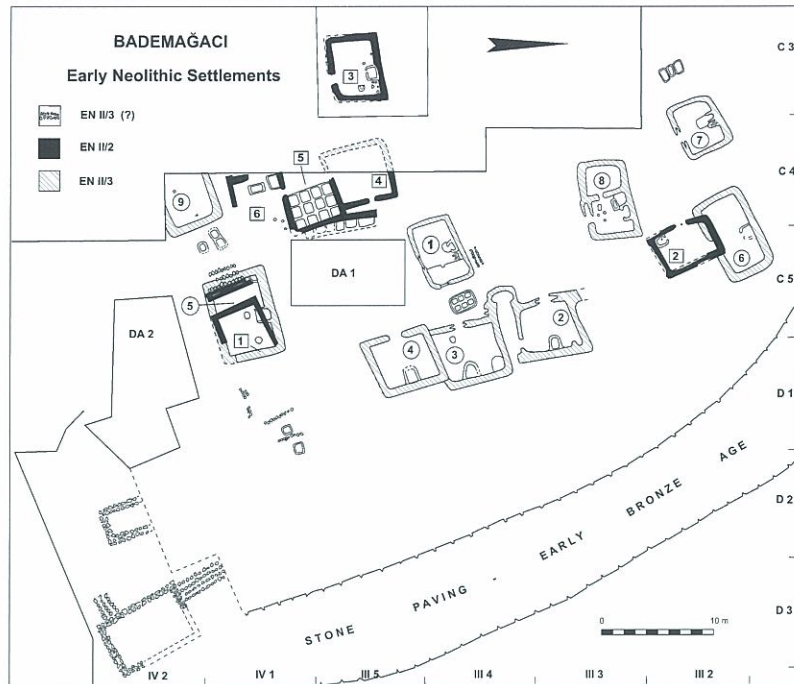 BADEMAĞACI
Early Neolithic Settlements
EN II/3 (?)
EN II/2
EN II/3
3
C 3
7
5
4
C 4
9
6
8
1
2
6
DA 1
C 5
5
DA 2
1
2
4
3
D 1
STONE PAVING - EARLY BRONZE AGE
D 2
D 3
0 10 m
IV 2 IV 1 III 5 III 4 III 3 III 2